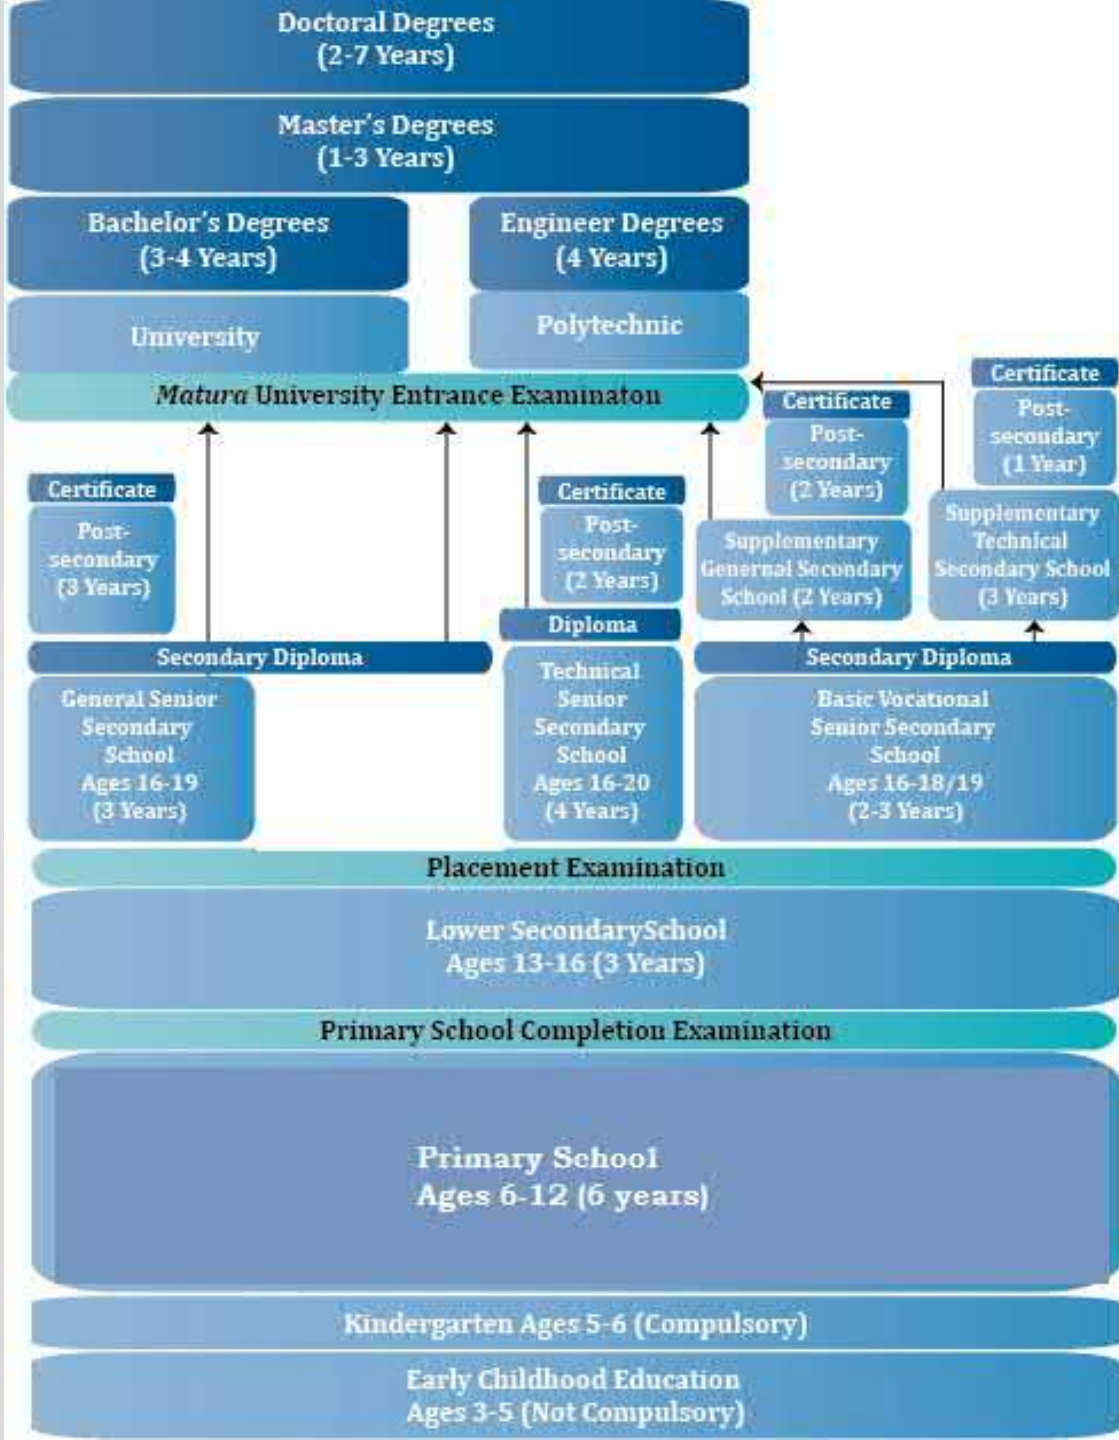 Doctoral Degrees
(2-7 Years)
Master's Degrees
(1-3 Years)
Bachelor's Degrees
(3-4 Years)
Engineer Degrees
(4 Years)
University
Polytechnic
Matura University Entrance Examinaton
Certificate
Post-
secondary
(3 Years)
Certificate
Post-
secondary
(2 Years)
Certificate
Post-
secondary
(2 Years)
Certificate
Post-
secondary
(1 Year)
Supplementary
Genernal Secondary
School (2 Years)
Supplementary
Technical
Secondary School
(3 Years)
Secondary Diploma
General Senior
Secondary
School
Ages 16-19
(3 Years)
Diploma
Technical
Senior
Secondary
School
Ages 16-20
(4 Years)
Secondary Diploma
Basic Vocational
Senior Secondary
School
Ages 16-18/19
(2-3 Years)
Placement Examination
Lower SecondarySchool
Ages 13-16 (3 Years)
Primary School Completion Examination
Primary School
Ages 6-12 (6 years)
Kindergarten Ages 5-6 (Compulsory)
Early Childhood Education
Ages 3-5 (Not Compulsory)